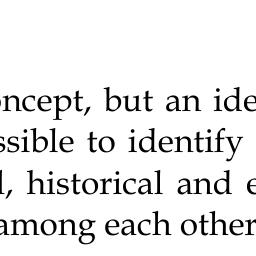 oncept, but an ide
ssible to identify
l, historical and e
among each other